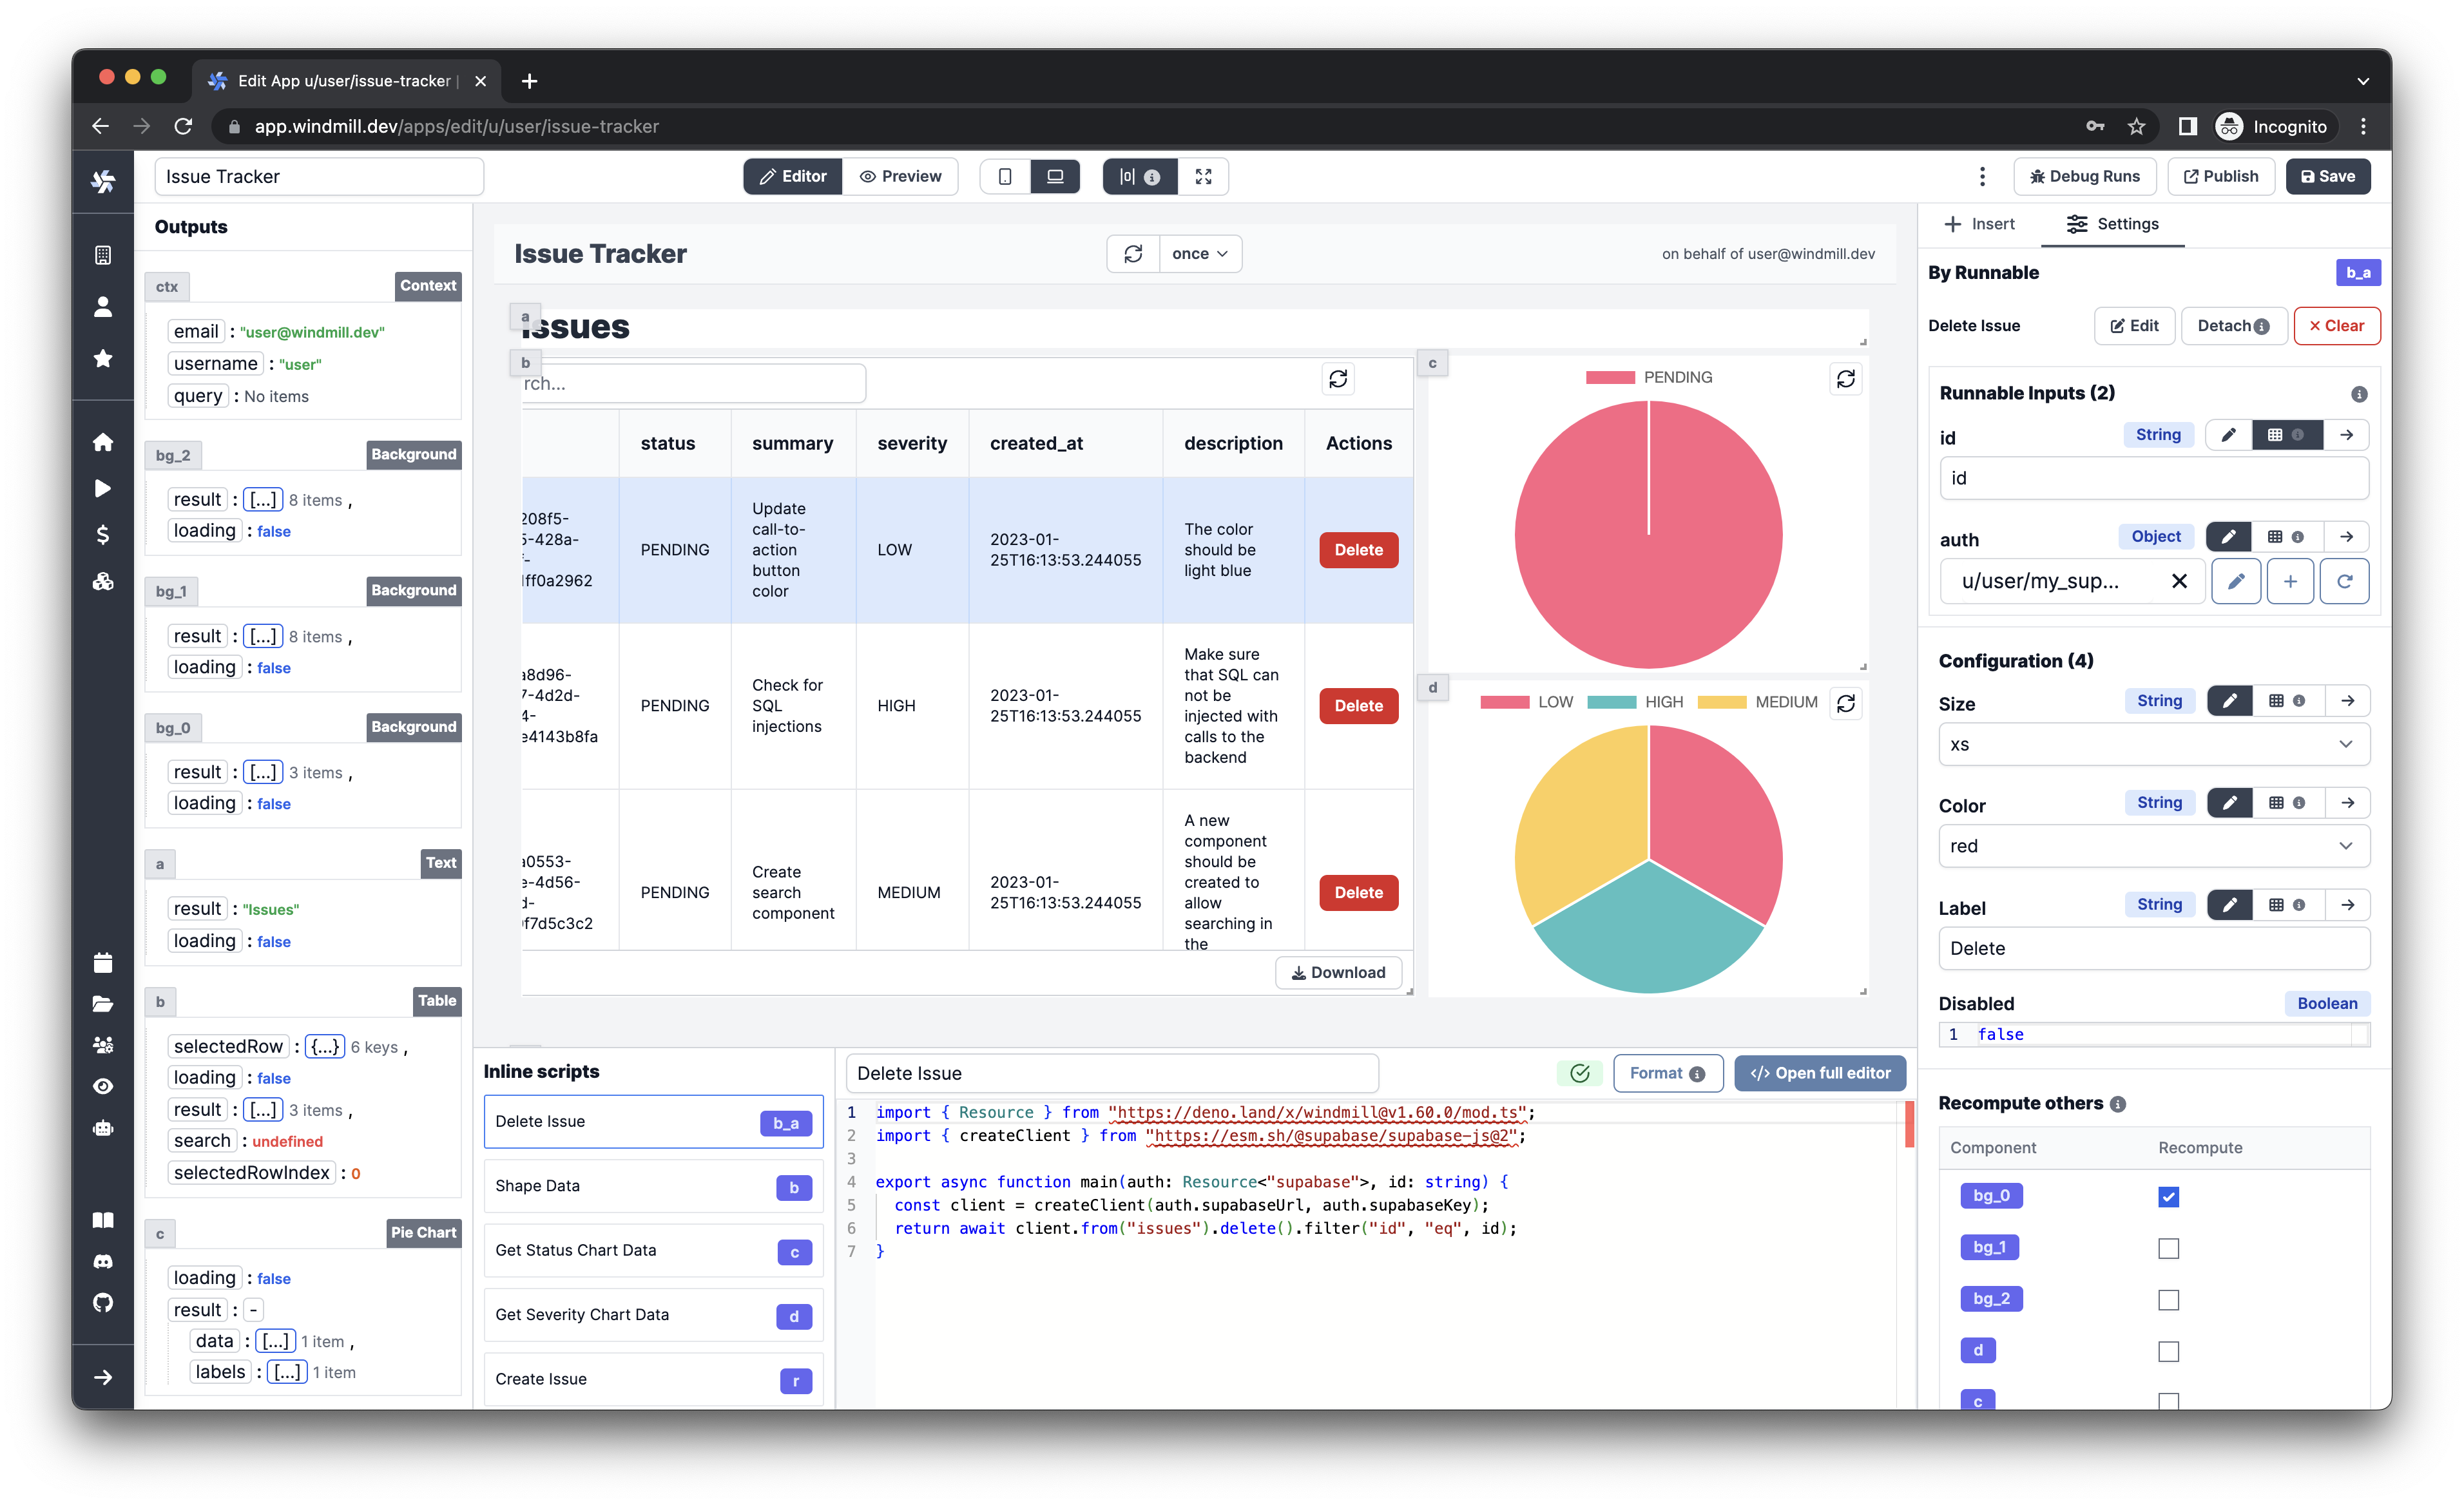 Edit App u/user/issue-tracker |
app.windmill.dev/apps/edit/u/user/issue-tracker
Incognito
Issue Tracker
Editor
Preview
Debug Runs
Publish
Save
Outputs
ctx
Context
email : "user@windmill.dev"
username : "user"
query : No items
bg_2
Background
result : [...] 8 items ,
loading : false
bg_1
Background
result : [...] 8 items ,
loading : false
bg_0
Background
result : [...] 3 items ,
loading : false
a
Text
result : "Issues"
loading : false
b
Table
selectedRow : {...} 6 keys ,
loading : false
result : [...] 3 items ,
search : undefined
selectedRowIndex : 0
c
Pie Chart
loading : false
result : -
data : [...] 1 item ,
labels : [...] 1 item
Issue Tracker
once
on behalf of user@windmill.dev
a
Issues
b
rch...
status
summary
severity
created_at
description
Actions
208f5-
5-428a-
f-
1ff0a2962
PENDING
Update
call-to-
action
button
color
LOW
2023-01-
25T16:13:53.244055
The color
should be
light blue
Delete
a8d96-
7-4d2d-
4-
e4143b8fa
PENDING
Check for
SQL
injections
HIGH
2023-01-
25T16:13:53.244055
Make sure
that SQL can
not be
injected with
calls to the
backend
Delete
a0553-
e-4d56-
d-
9f7d5c3c2
PENDING
Create
search
component
MEDIUM
2023-01-
25T16:13:53.244055
A new
component
should be
created to
allow
searching in
the
Delete
Download
c
PENDING
d
LOW
HIGH
MEDIUM
Inline scripts
Delete Issue
b_a
Shape Data
b
Get Status Chart Data
c
Get Severity Chart Data
d
Create Issue
r
Delete Issue
Format
</> Open full editor
1 import { Resource } from "https://deno.land/x/windmill@v1.60.0/mod.ts";
2 import { createClient } from "https://esm.sh/@supabase/supabase-js@2";
3
4 export async function main(auth: Resource<"supabase">, id: string) {
5 const client = createClient(auth.supabaseUrl, auth.supabaseKey);
6 return await client.from("issues").delete().filter("id", "eq", id);
7 }
Insert
Settings
By Runnable
b_a
Delete Issue
Edit
Detach
Clear
Runnable Inputs (2)
id
String
id
auth
Object
u/user/my_sup...
Configuration (4)
Size
String
xs
Color
String
red
Label
String
Delete
Disabled
Boolean
1 false
Recompute others
Component
Recompute
bg_0
bg_1
bg_2
d
c